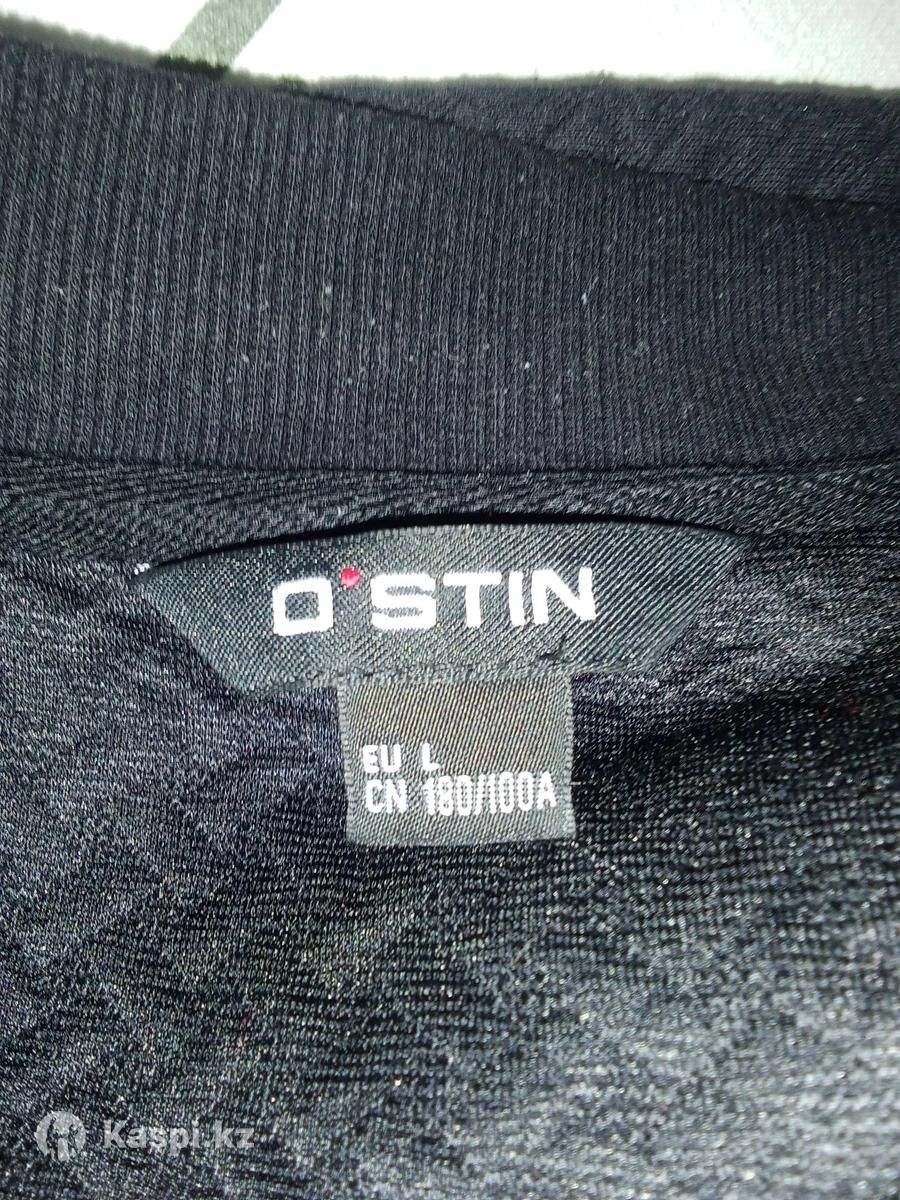 O'STIN
EU L
CN 180/100A
Kaspi.kz